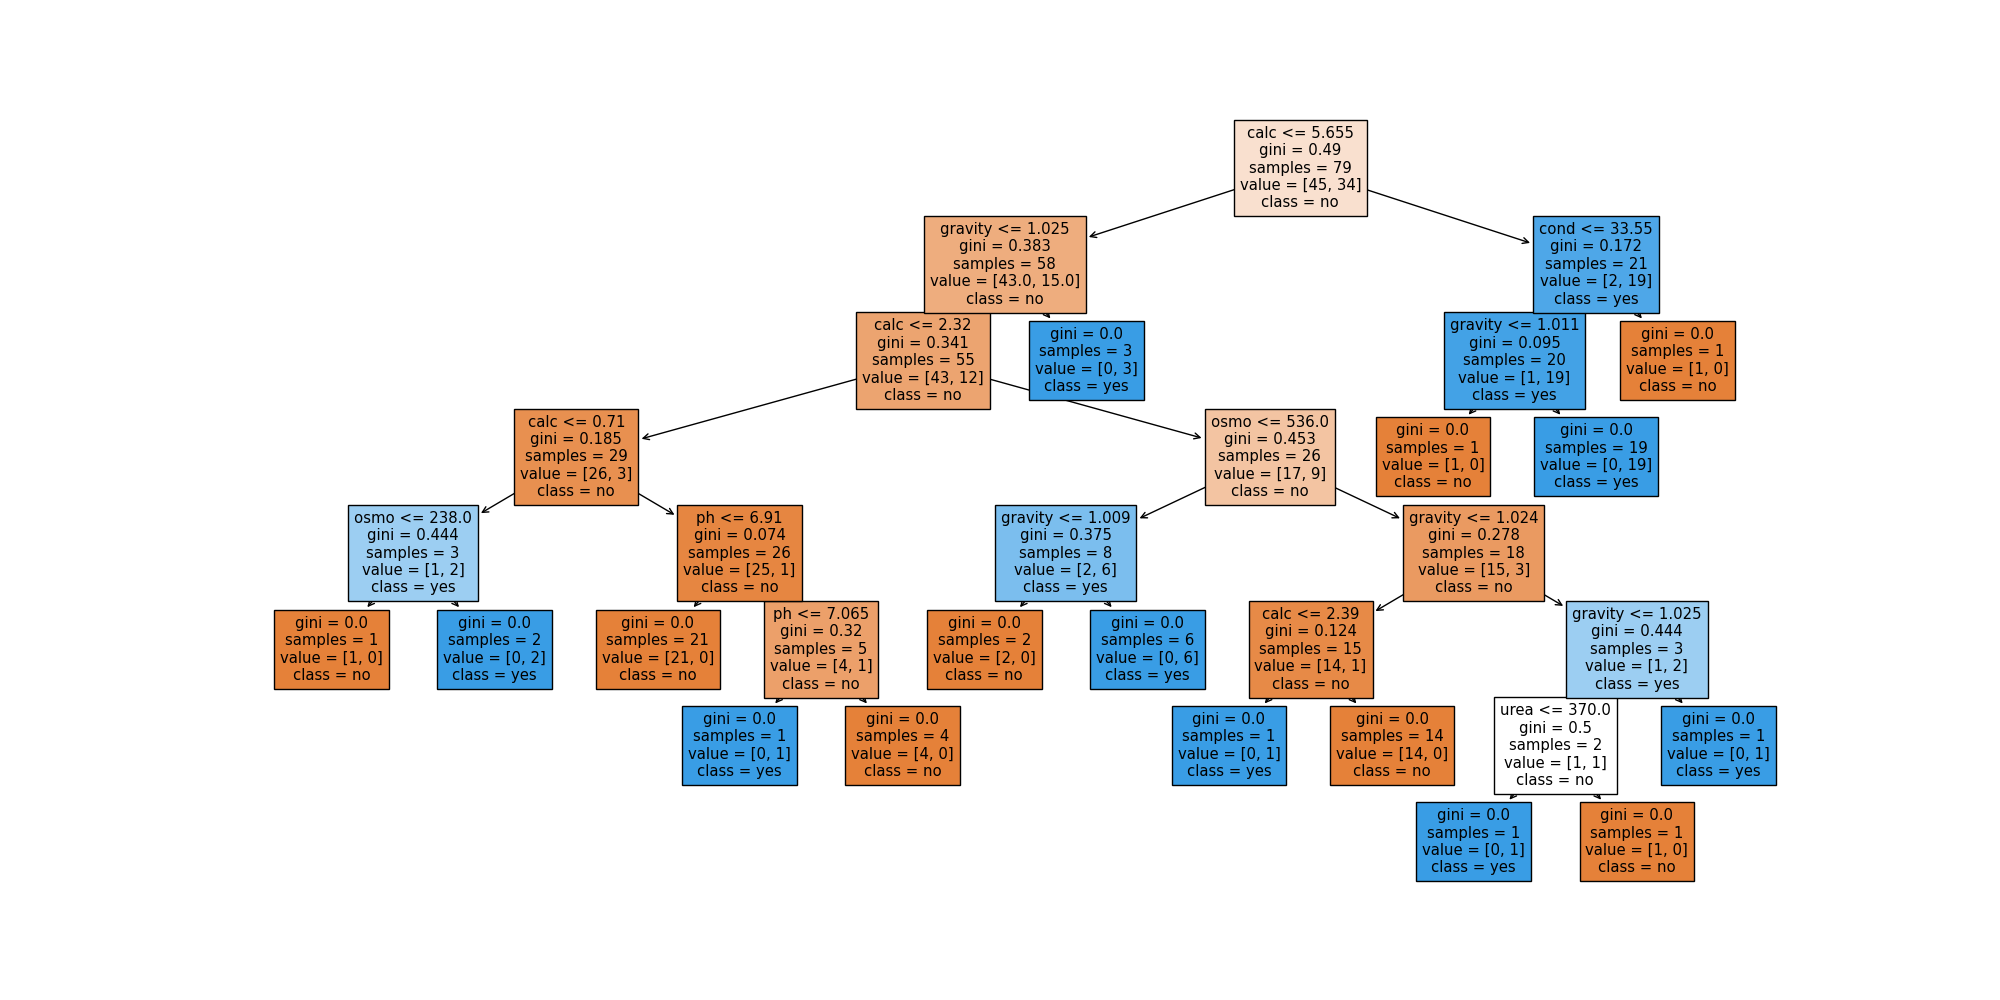 calc <= 5.655
gini = 0.49
samples = 79
value = [45, 34]
class = no
gravity <= 1.025
gini = 0.383
samples = 58
value = [43.0, 15.0]
class = no
cond <= 33.55
gini = 0.172
samples = 21
value = [2, 19]
class = yes
calc <= 2.32
gini = 0.341
samples = 55
value = [43, 12]
class = no
gini = 0.0
samples = 3
value = [0, 3]
class = yes
gravity <= 1.011
gini = 0.095
samples = 20
value = [1, 19]
class = yes
gini = 0.0
samples = 1
value = [1, 0]
class = no
calc <= 0.71
gini = 0.185
samples = 29
value = [26, 3]
class = no
osmo <= 536.0
gini = 0.453
samples = 26
value = [17, 9]
class = no
gini = 0.0
samples = 1
value = [1, 0]
class = no
gini = 0.0
samples = 19
value = [0, 19]
class = yes
osmo <= 238.0
gini = 0.444
samples = 3
value = [1, 2]
class = yes
ph <= 6.91
gini = 0.074
samples = 26
value = [25, 1]
class = no
gravity <= 1.009
gini = 0.375
samples = 8
value = [2, 6]
class = yes
gravity <= 1.024
gini = 0.278
samples = 18
value = [15, 3]
class = no
gini = 0.0
samples = 1
value = [1, 0]
class = no
gini = 0.0
samples = 2
value = [0, 2]
class = yes
gini = 0.0
samples = 21
value = [21, 0]
class = no
ph <= 7.065
gini = 0.32
samples = 5
value = [4, 1]
class = no
gini = 0.0
samples = 2
value = [2, 0]
class = no
gini = 0.0
samples = 6
value = [0, 6]
class = yes
calc <= 2.39
gini = 0.124
samples = 15
value = [14, 1]
class = no
gravity <= 1.025
gini = 0.444
samples = 3
value = [1, 2]
class = yes
gini = 0.0
samples = 1
value = [0, 1]
class = yes
gini = 0.0
samples = 4
value = [4, 0]
class = no
gini = 0.0
samples = 1
value = [0, 1]
class = yes
gini = 0.0
samples = 14
value = [14, 0]
class = no
urea <= 370.0
gini = 0.5
samples = 2
value = [1, 1]
class = no
gini = 0.0
samples = 1
value = [0, 1]
class = yes
gini = 0.0
samples = 1
value = [0, 1]
class = yes
gini = 0.0
samples = 1
value = [1, 0]
class = no